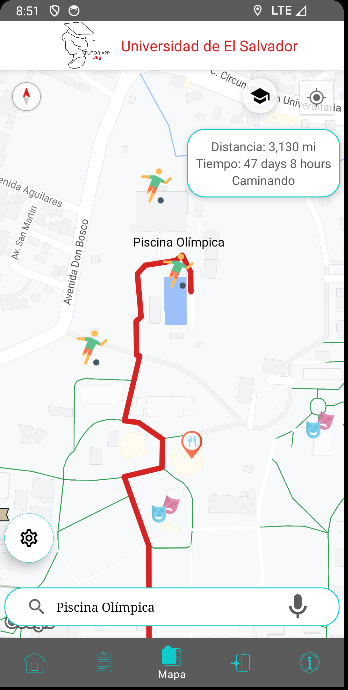 8:51
LTE
Universidad de El Salvador
C. Circun
Universitaria
Distancia: 3,130 mi
Tiempo: 47 days 8 hours
Caminando
enida Aguilares
Av. San Martín
Avenida Don Bosco
Piscina Olímpica
Piscina Olímpica
Mapa